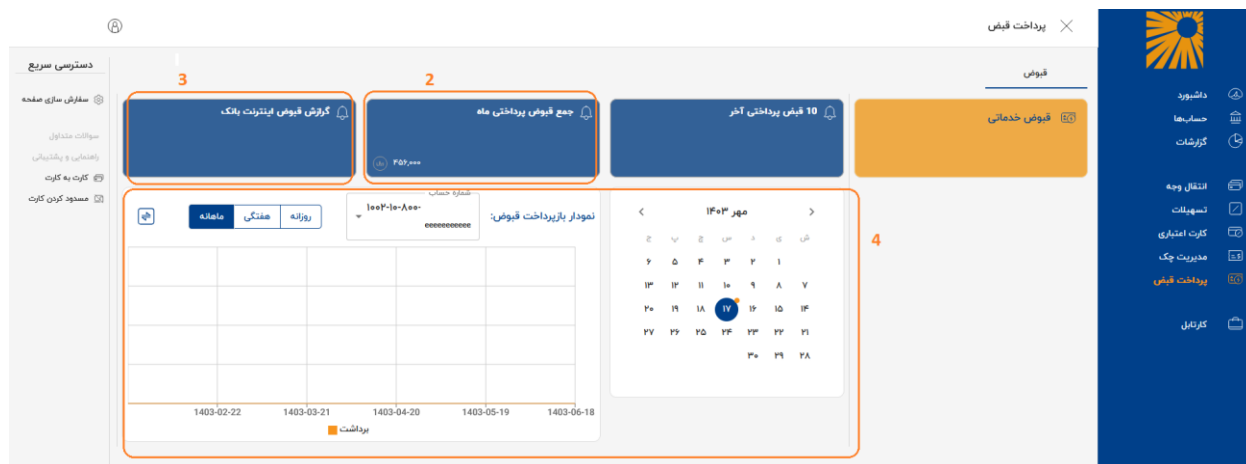 پرداخت قبض
داشبورد
حساب‌ها
گزارشات
انتقال وجه
تسهیلات
کارت اعتباری
مدیریت چک
پرداخت قبض
کارتابل
قبوض
قبوض خدماتی
10 قبض پرداختی آخر
2
جمع قبوض پرداختی ماه
۴۵۶,۰۰۰
3
گزارش قبوض اینترنت بانک
4
مهر ۱۴۰۳
ش ی د س چ پ ج
۱ ۲ ۳ ۴ ۵ ۶
۷ ۸ ۹ ۱۰ ۱۱ ۱۲ ۱۳
۱۴ ۱۵ ۱۶ ۱۷ ۱۸ ۱۹ ۲۰
۲۱ ۲۲ ۲۳ ۲۴ ۲۵ ۲۶ ۲۷
۲۸ ۲۹ ۳۰
نمودار بازپرداخت قبوض:
شماره حساب
۱۰۰۲-۱۰-۸۰۰-
eeeeeeeeeee
روزانه هفتگی ماهانه
1403-02-22 1403-03-21 1403-04-20 1403-05-19 1403-06-18
برداشت
دسترسی سریع
سفارش سازی صفحه
سوالات متداول
راهنمایی و پشتیبانی
کارت به کارت
مسدود کردن کارت